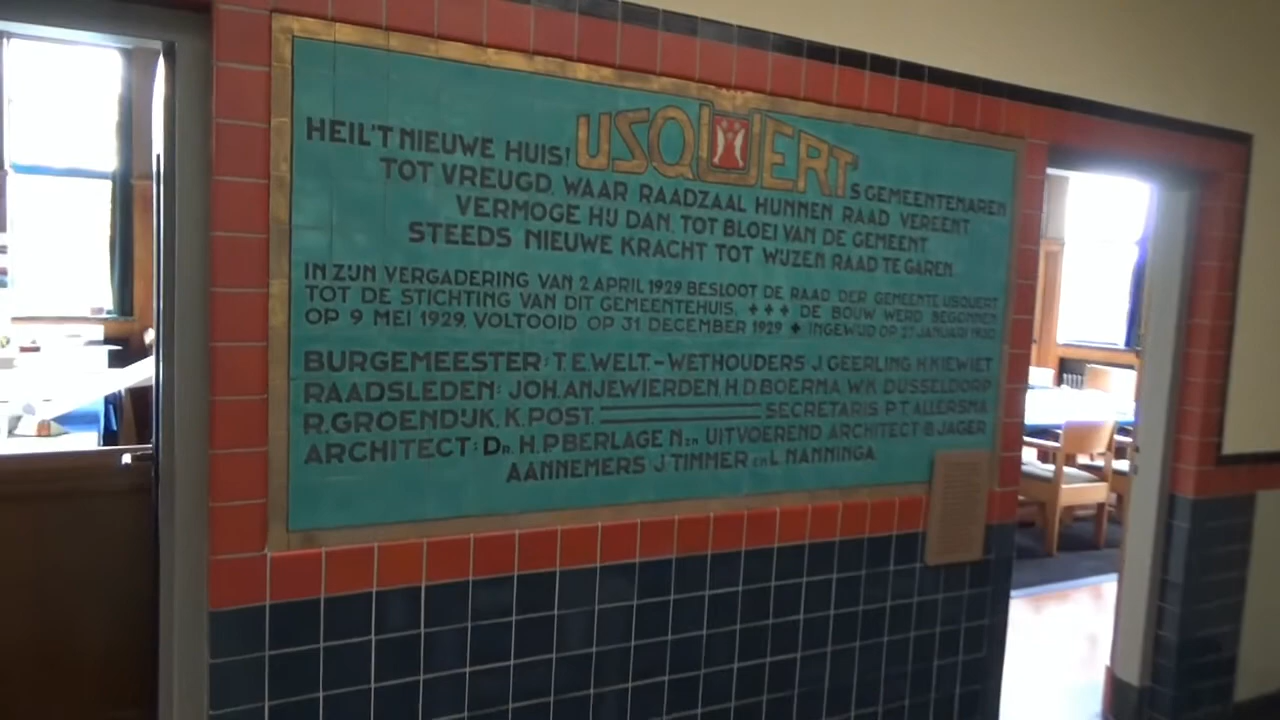 HEIL'T NIEUWE HUIS! USQUERT'S GEMEENTENAREN
TOT VREUGD, WAAR RAADZAAL HUNNEN RAAD VEREENT
VERMOGE HIJ DAN, TOT BLOEI VAN DE GEMEENT,
STEEDS NIEUWE KRACHT TOT WIJZEN RAAD TE GAREN.
IN ZIJN VERGADERING VAN 2 APRIL 1929 BESLOOT DE RAAD DER GEMEENTE USQUERT
TOT DE STICHTING VAN DIT GEMEENTEHUIS. + + + DE BOUW WERD BEGONNEN
OP 9 MEI 1929, VOLTOOID OP 31 DECEMBER 1929 + INGEWIJD OP 27 JANUARI 1930
BURGEMEESTER: T.E.WELT.-WETHOUDERS J.GEERLING.H.KIEWIET
RAADSLEDEN: JOH.ANJEWIERDEN, H.D BOERMA, W.K. DUSSELDORP
R.GROENDIJK, K.POST. SECRETARIS P.T.ALLERSMA
ARCHITECT: DR. H.P.BERLAGE NZN UITVOEREND ARCHITECT B JAGER
AANNEMERS J TIMMER EN L NANNINGA